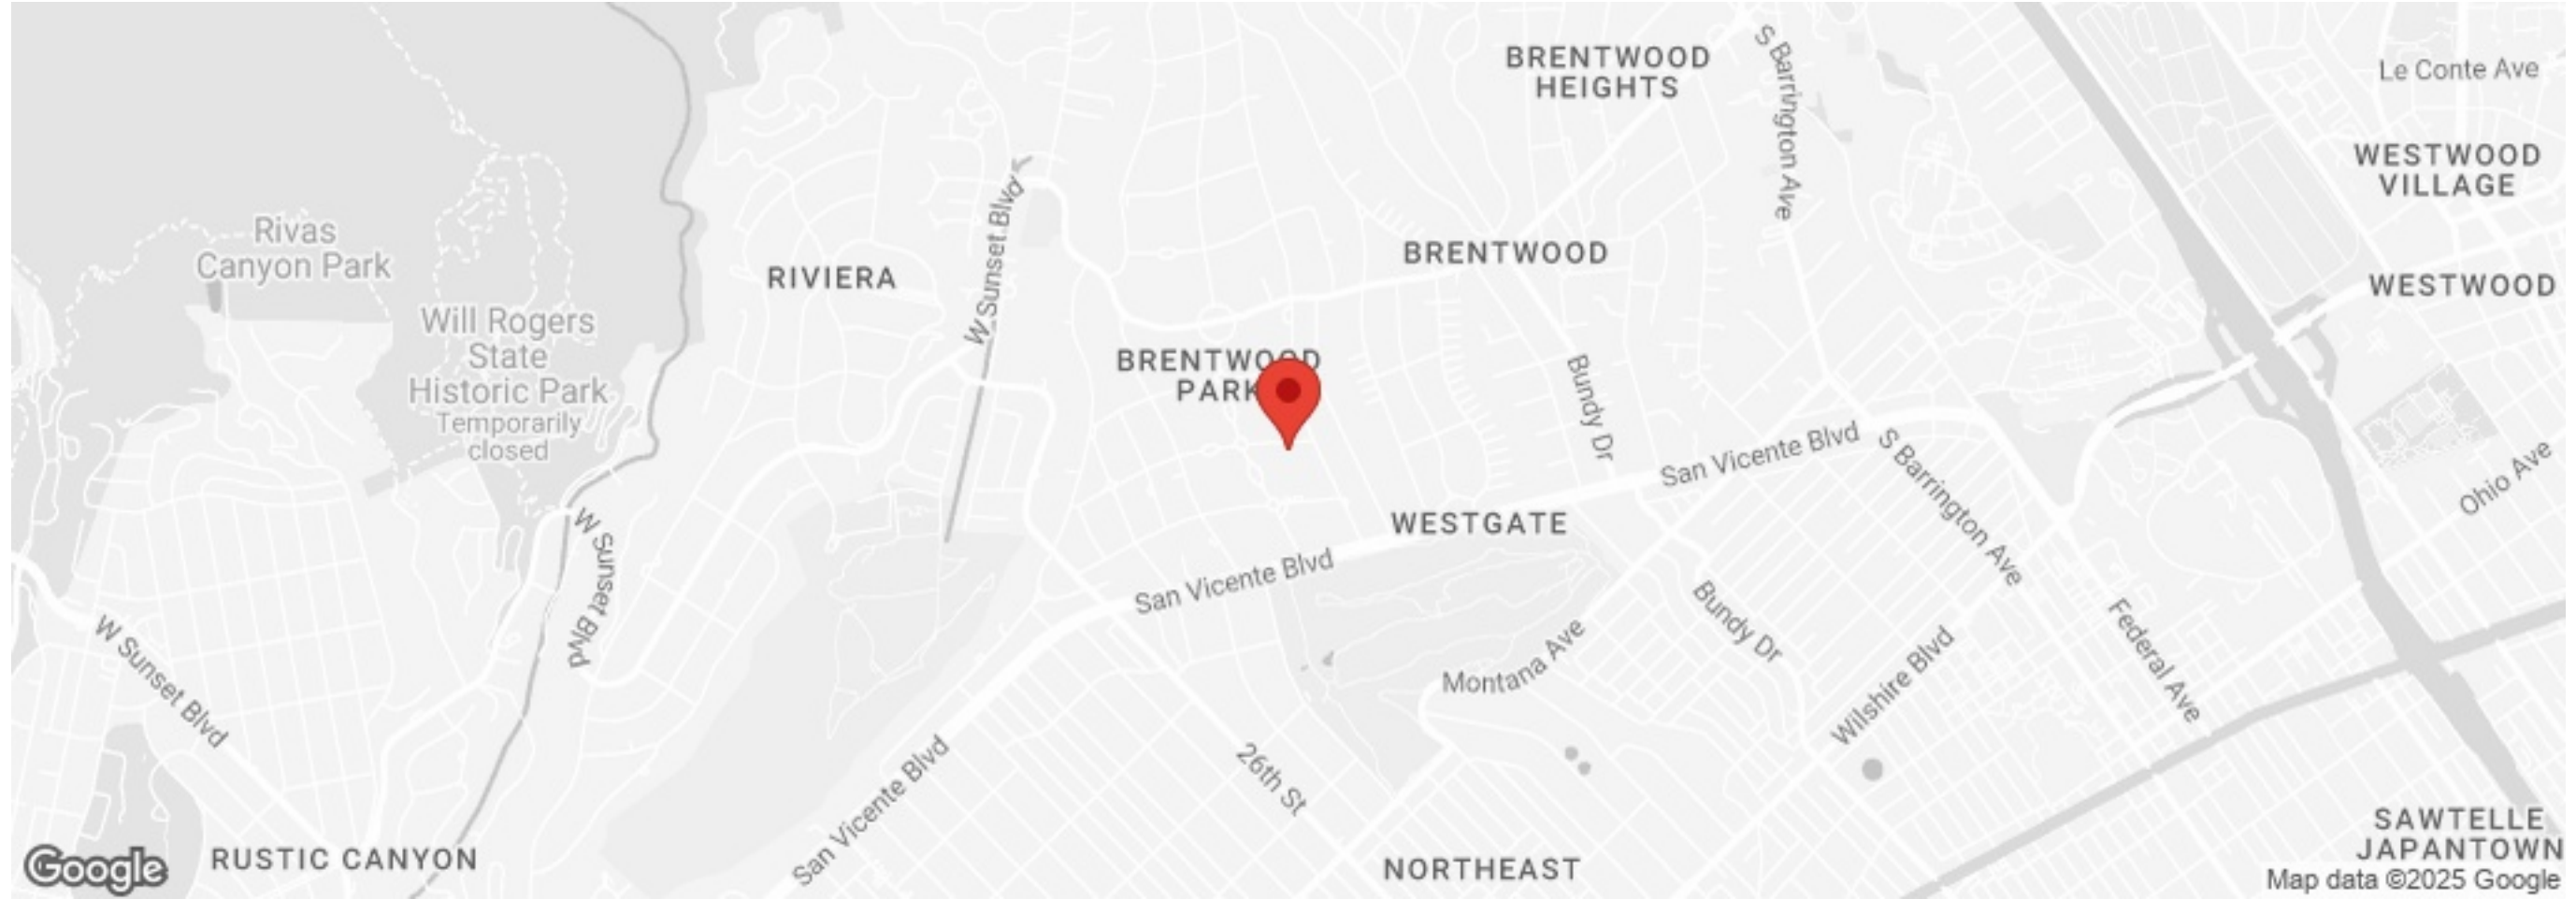 BRENTWOOD
HEIGHTS
S Barrington Ave
Le Conte Ave
WESTWOOD
VILLAGE
Rivas
Canyon Park
W Sunset Blvd
RIVIERA
BRENTWOOD
WESTWOOD
Will Rogers
State
Historic Park
Temporarily
closed
BRENTWOOD
PARK
Bundy Dr
San Vicente Blvd
S Barrington Ave
Ohio Ave
W Sunset Blvd
WESTGATE
San Vicente Blvd
W Sunset Blvd
Montana Ave
Bundy Dr
Wilshire Blvd
Federal Ave
San Vicente Blvd
26th St
SAWTELLE
JAPANTOWN
Google
RUSTIC CANYON
NORTHEAST
Map data ©2025 Google